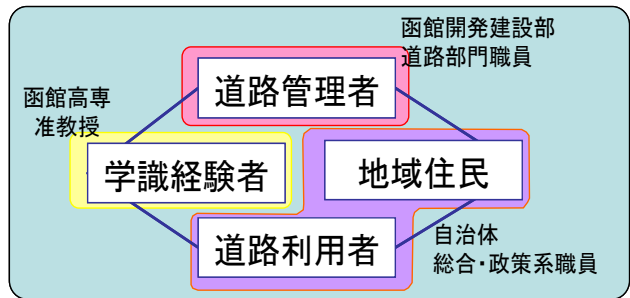 函館開発建設部
道路部門職員
道路管理者
函館高専
准教授
学識経験者
地域住民
道路利用者
自治体
総合・政策系職員